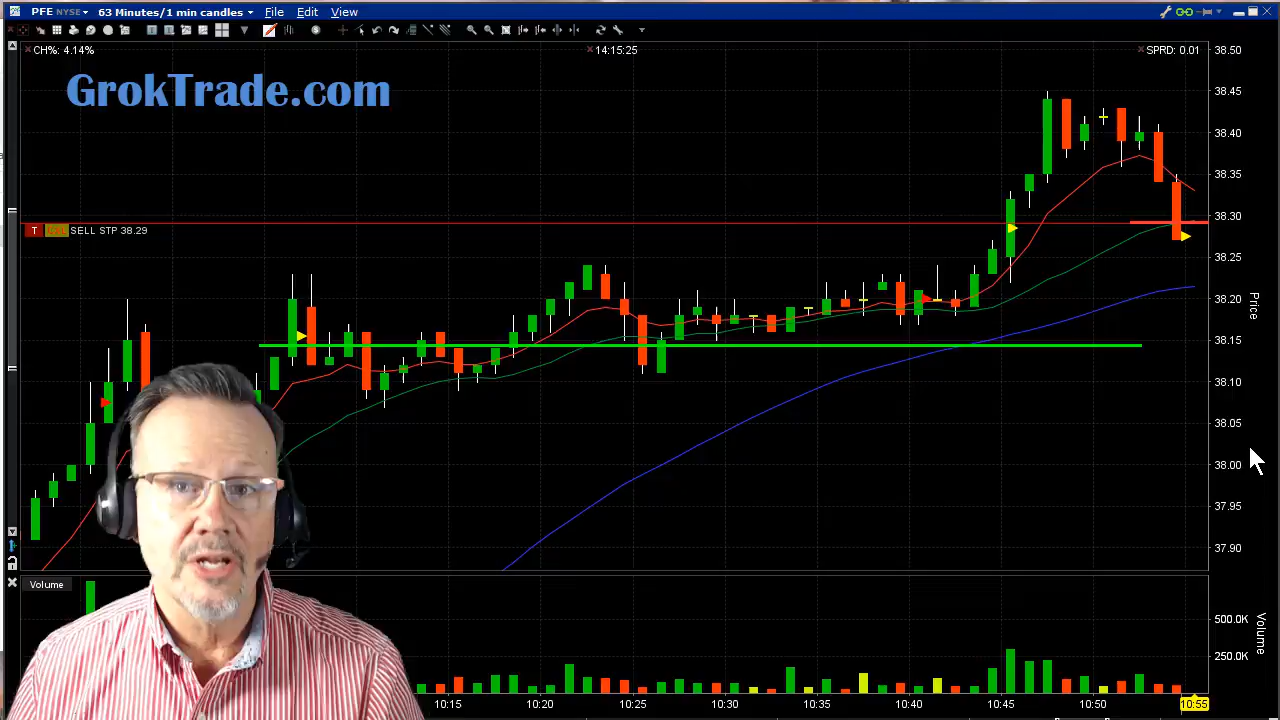 PFE NYSE 63 Minutes/1 min candles File Edit View
CH%: 4.14% 14:15:25 SPRD: 0.01
GrokTrade.com
38.50
38.45
38.40
38.35
38.30
T SELL STP 38.29
38.25
38.20
Price
38.15
38.10
38.05
38.00
37.95
37.90
Volume
500.0K
Volume
250.0K
10:15 10:20 10:25 10:30 10:35 10:40 10:45 10:50 10:55